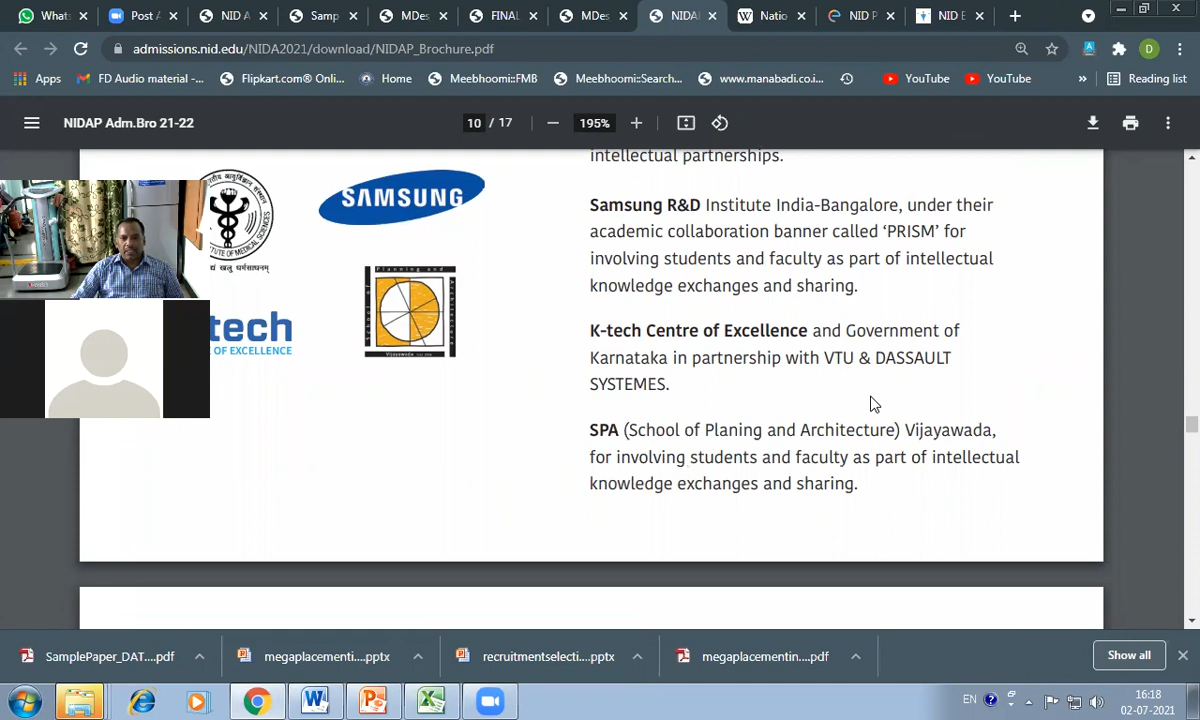 Whats
Post A
NID A
Samp
MDes
FINAL
MDes
NIDA
Natio
NID P
NID E
admissions.nid.edu/NIDA2021/download/NIDAP_Brochure.pdf
D
Apps
FD Audio material -...
Flipkart.com® Onli...
Home
Meebhoomi::FMB
Meebhoomi::Search...
www.manabadi.co.i...
YouTube
YouTube
»
Reading list
NIDAP Adm.Bro 21-22
10 / 17
195%
intellectual partnerships.
SAMSUNG
Samsung R&D Institute India-Bangalore, under their
academic collaboration banner called ‘PRISM’ for
involving students and faculty as part of intellectual
knowledge exchanges and sharing.
tech
OF EXCELLENCE
Planning and
Architecture
Vijayawada
K-tech Centre of Excellence and Government of
Karnataka in partnership with VTU & DASSAULT
SYSTEMES.
SPA (School of Planing and Architecture) Vijayawada,
for involving students and faculty as part of intellectual
knowledge exchanges and sharing.
SamplePaper_DAT....pdf
megaplacementi....pptx
recruitmentselecti....pptx
megaplacementin....pdf
Show all
EN
16:18
02-07-2021